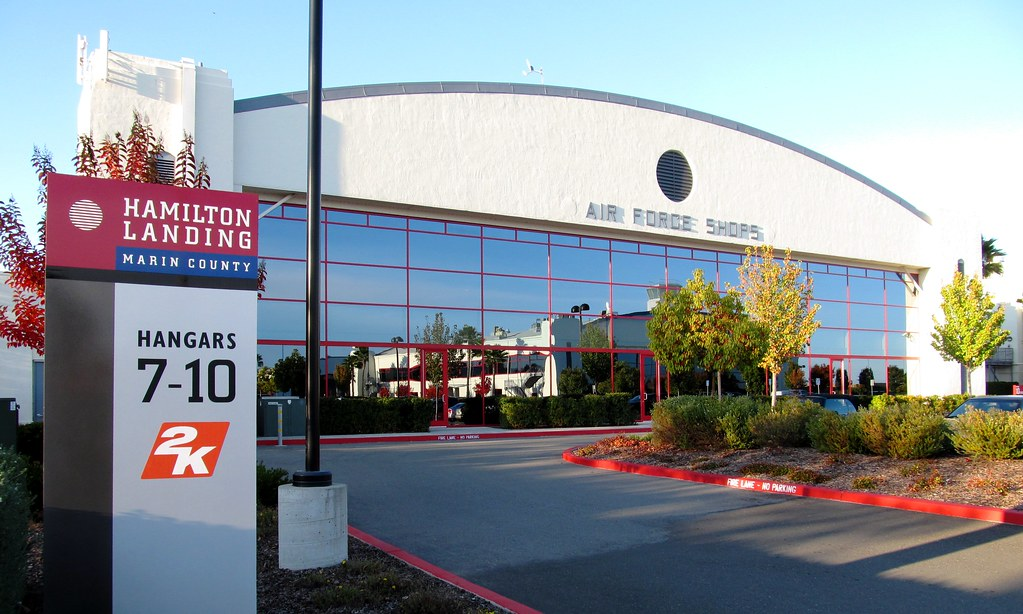 HAMILTON
LANDING
MARIN COUNTY
HANGARS
7-10
2K
AIR FORCE SHOPS
FIRE LANE - NO PARKING
FIRE LANE - NO PARKING